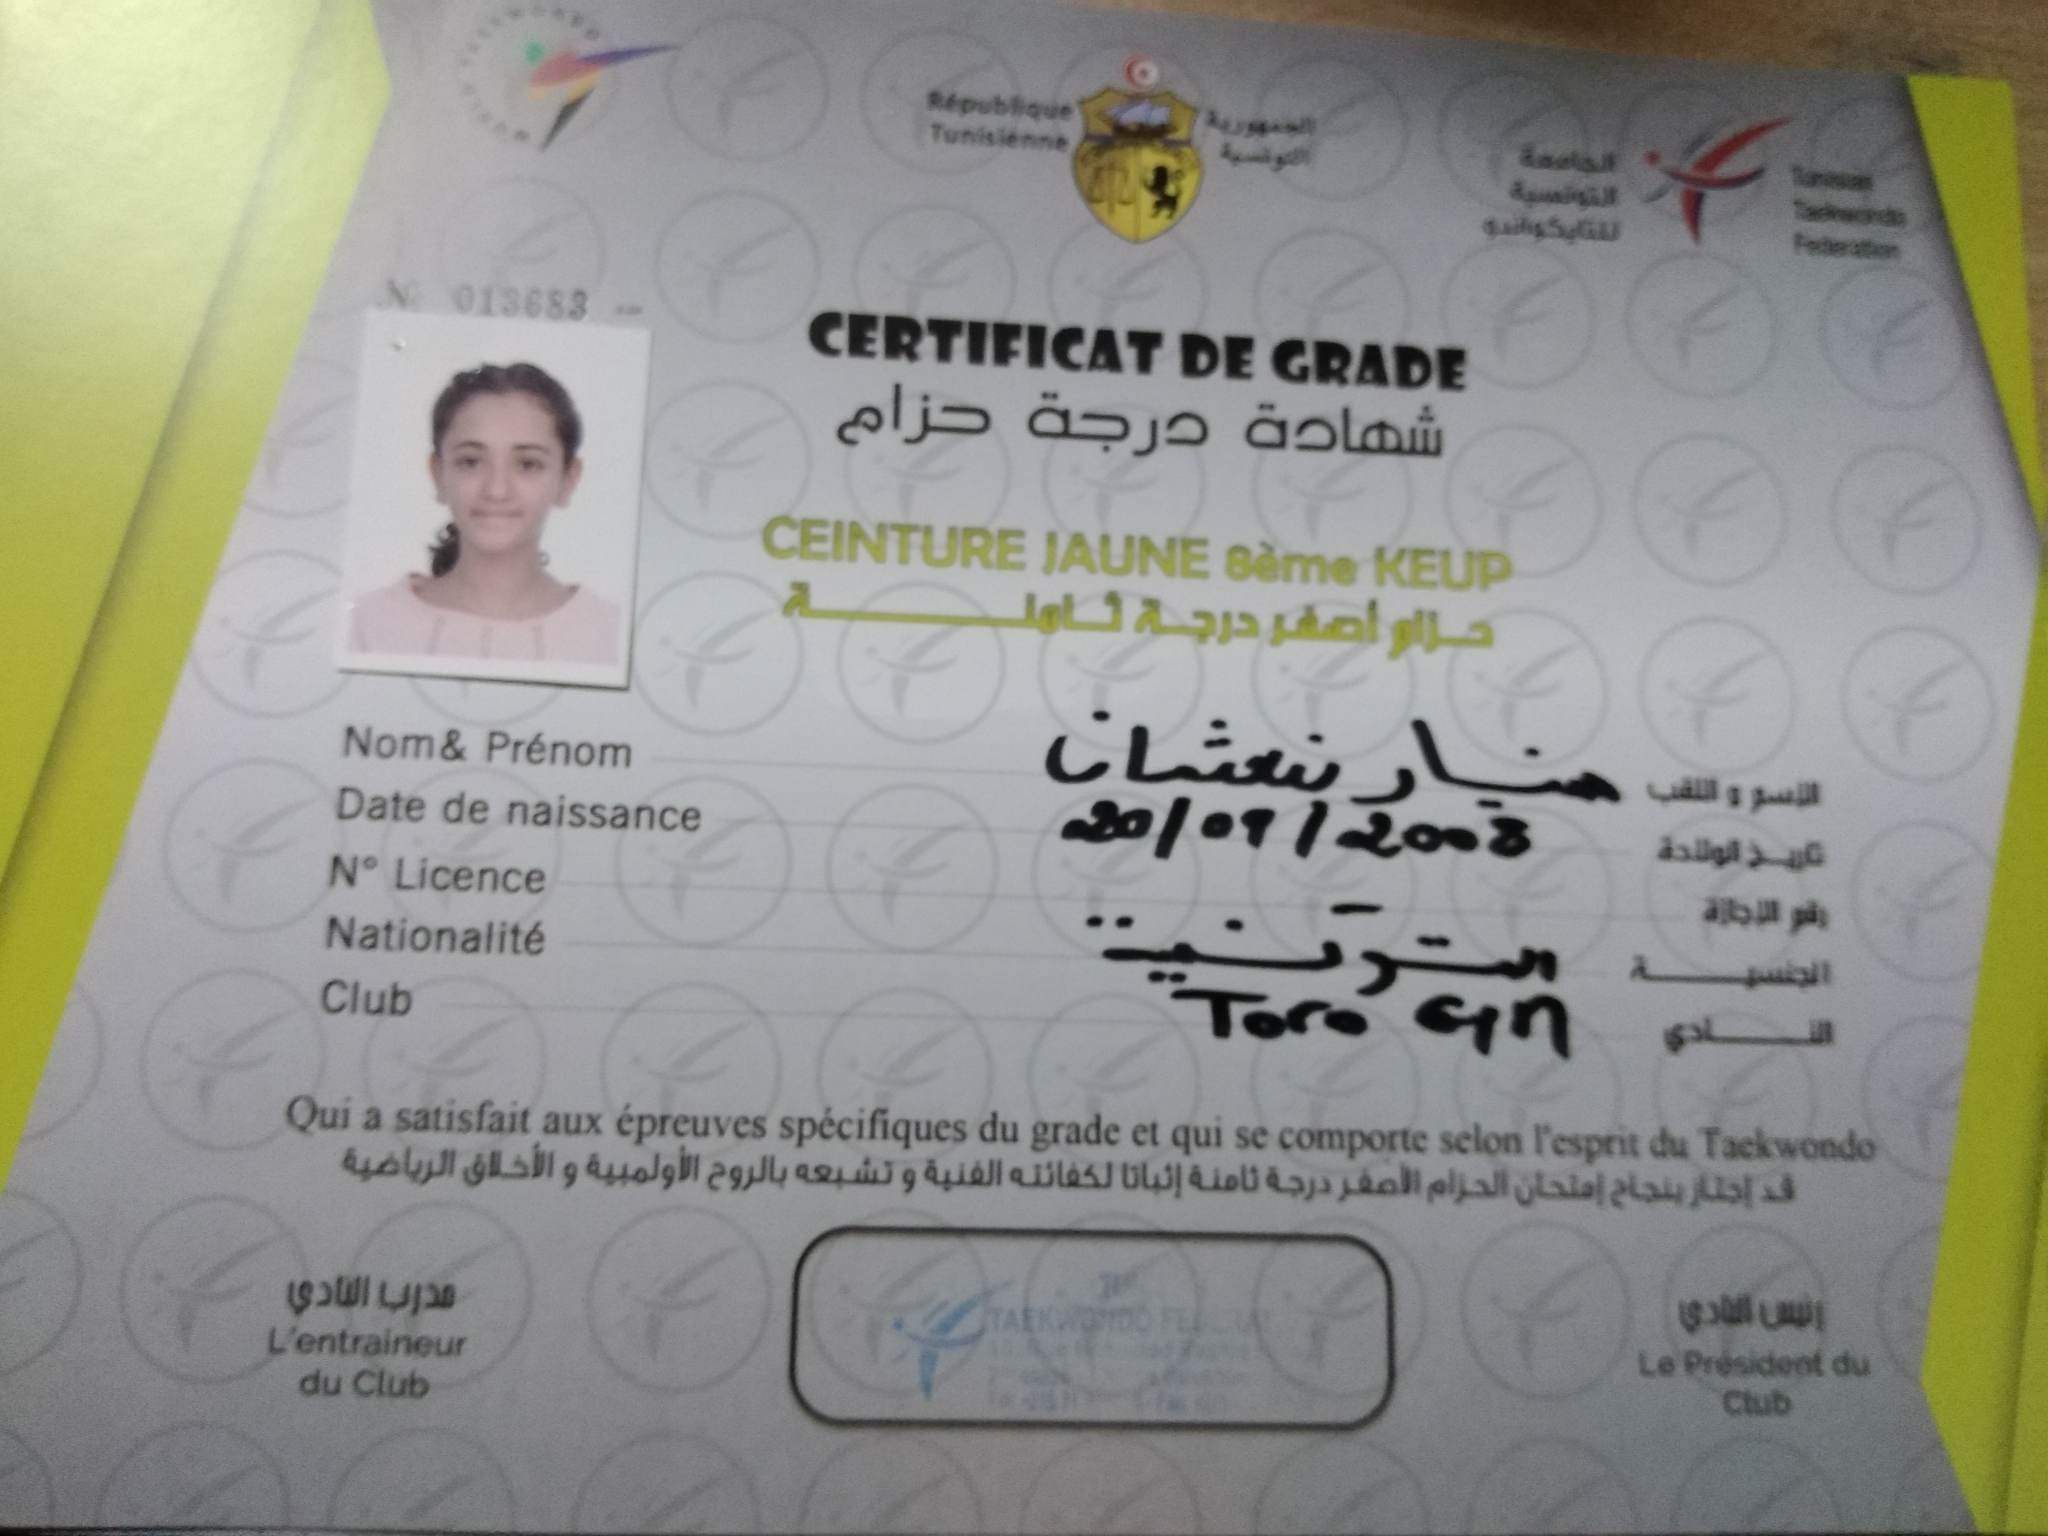 République
Tunisiénne
الجمهورية
التونسية
الجامعة
التونسية
للتايكواندو
Tunisian
Taekwondo
Federation
N 013683
CERTIFICAT DE GRADE
شهادة درجة حزام
CEINTURE JAUNE 8ème KEUP
حزام أصفر درجة ثامنة
Nom& Prénom الإسم و اللقب
Date de naissance 20/09/2008 تاريخ الولادة
N° Licence - رقم الإجازة
Nationalité التونسية الجنسية
Club Toro النادي
Qui a satisfait aux épreuves spécifiques du grade et qui se comporte selon l'esprit du Taekwondo
قد إجتاز بنجاح إمتحان الحزام الأصفر درجة ثامنة إثباتا لكفائته الفنية و تشبعه بالروح الأولمبية و الأخلاق الرياضية
مدرب النادي
L'entraineur
du Club
TAEKWONDO
رئيس النادي
Le Président du
Club